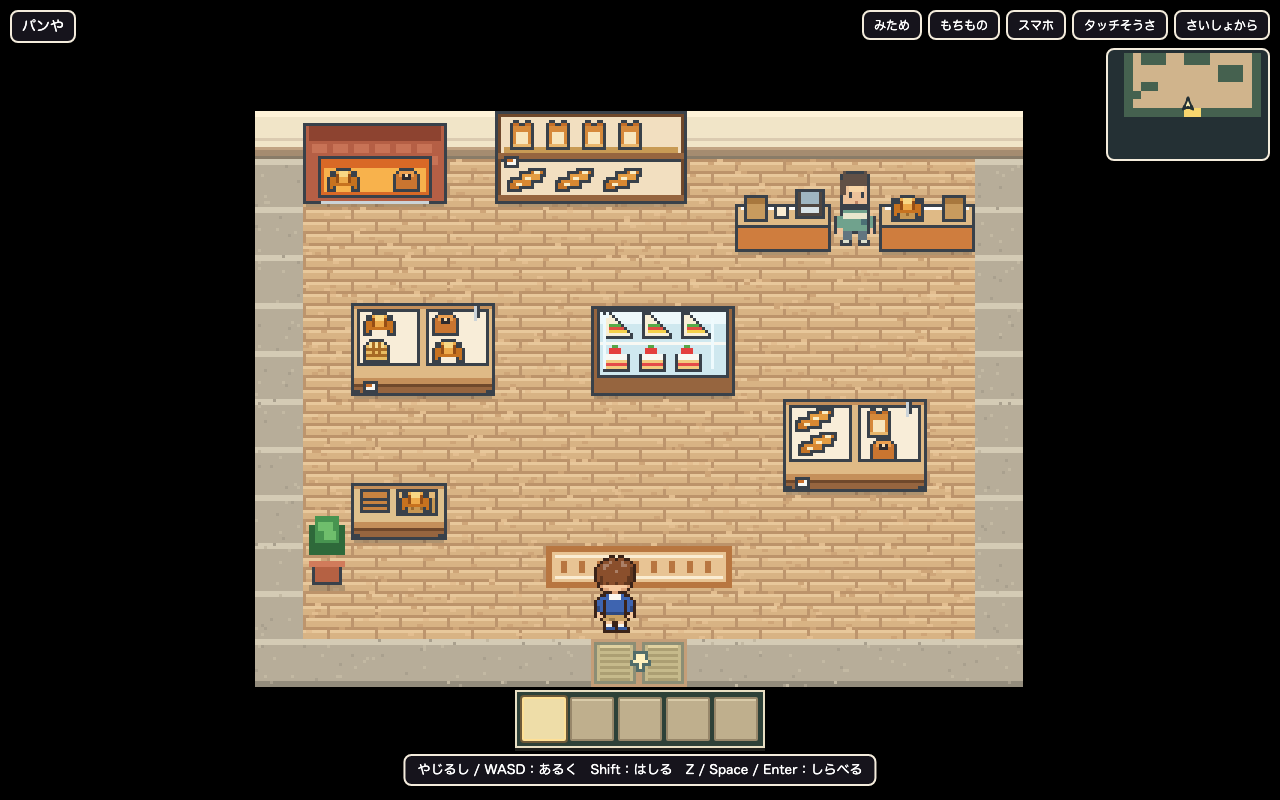 パンや
みため
もちもの
スマホ
タッチそうさ
さいしょから
やじるし / WASD：あるく　Shift：はしる　Z / Space / Enter：しらべる